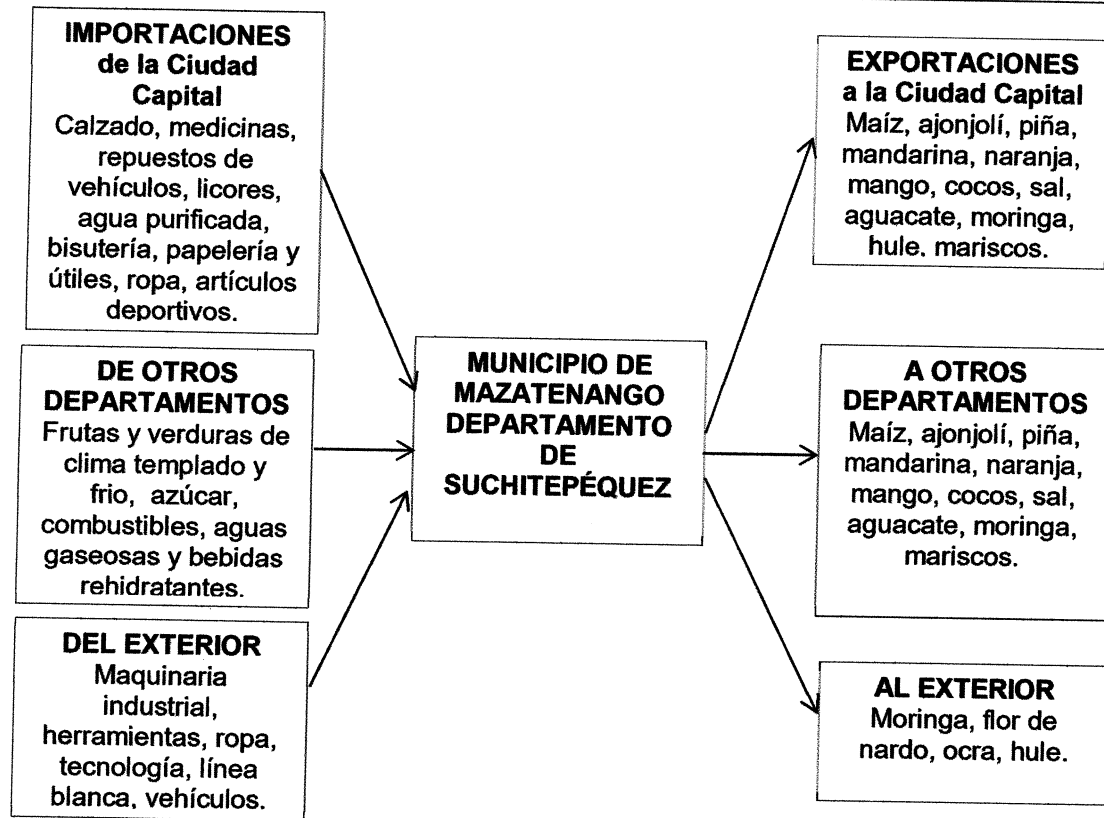 IMPORTACIONES
de la Ciudad
Capital
Calzado, medicinas,
repuestos de
vehículos, licores,
agua purificada,
bisutería, papelería y
útiles, ropa, artículos
deportivos.
DE OTROS
DEPARTAMENTOS
Frutas y verduras de
clima templado y
frio, azúcar,
combustibles, aguas
gaseosas y bebidas
rehidratantes.
DEL EXTERIOR
Maquinaria
industrial,
herramientas, ropa,
tecnología, línea
blanca, vehículos.
MUNICIPIO DE
MAZATENANGO
DEPARTAMENTO
DE
SUCHITEPÉQUEZ
EXPORTACIONES
a la Ciudad Capital
Maíz, ajonjolí, piña,
mandarina, naranja,
mango, cocos, sal,
aguacate, moringa,
hule. mariscos.
A OTROS
DEPARTAMENTOS
Maíz, ajonjolí, piña,
mandarina, naranja,
mango, cocos, sal,
aguacate, moringa,
mariscos.
AL EXTERIOR
Moringa, flor de
nardo, ocra, hule.